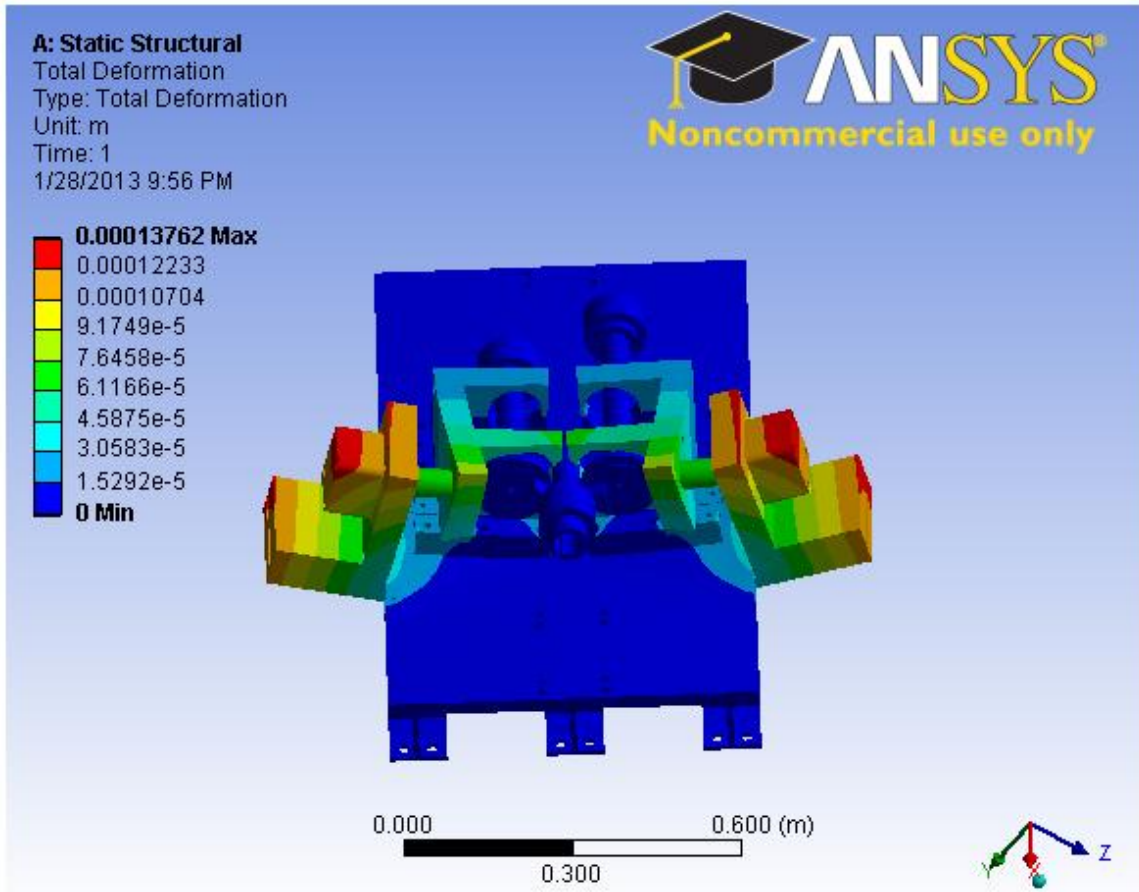 A: Static Structural
Total Deformation
Type: Total Deformation
Unit: m
Time: 1
1/28/2013 9:56 PM
ANSYS®
Noncommercial use only
0.00013762 Max
0.00012233
0.00010704
9.1749e-5
7.6458e-5
6.1166e-5
4.5875e-5
3.0583e-5
1.5292e-5
0 Min
0.000 0.600 (m)
0.300
Y X Z